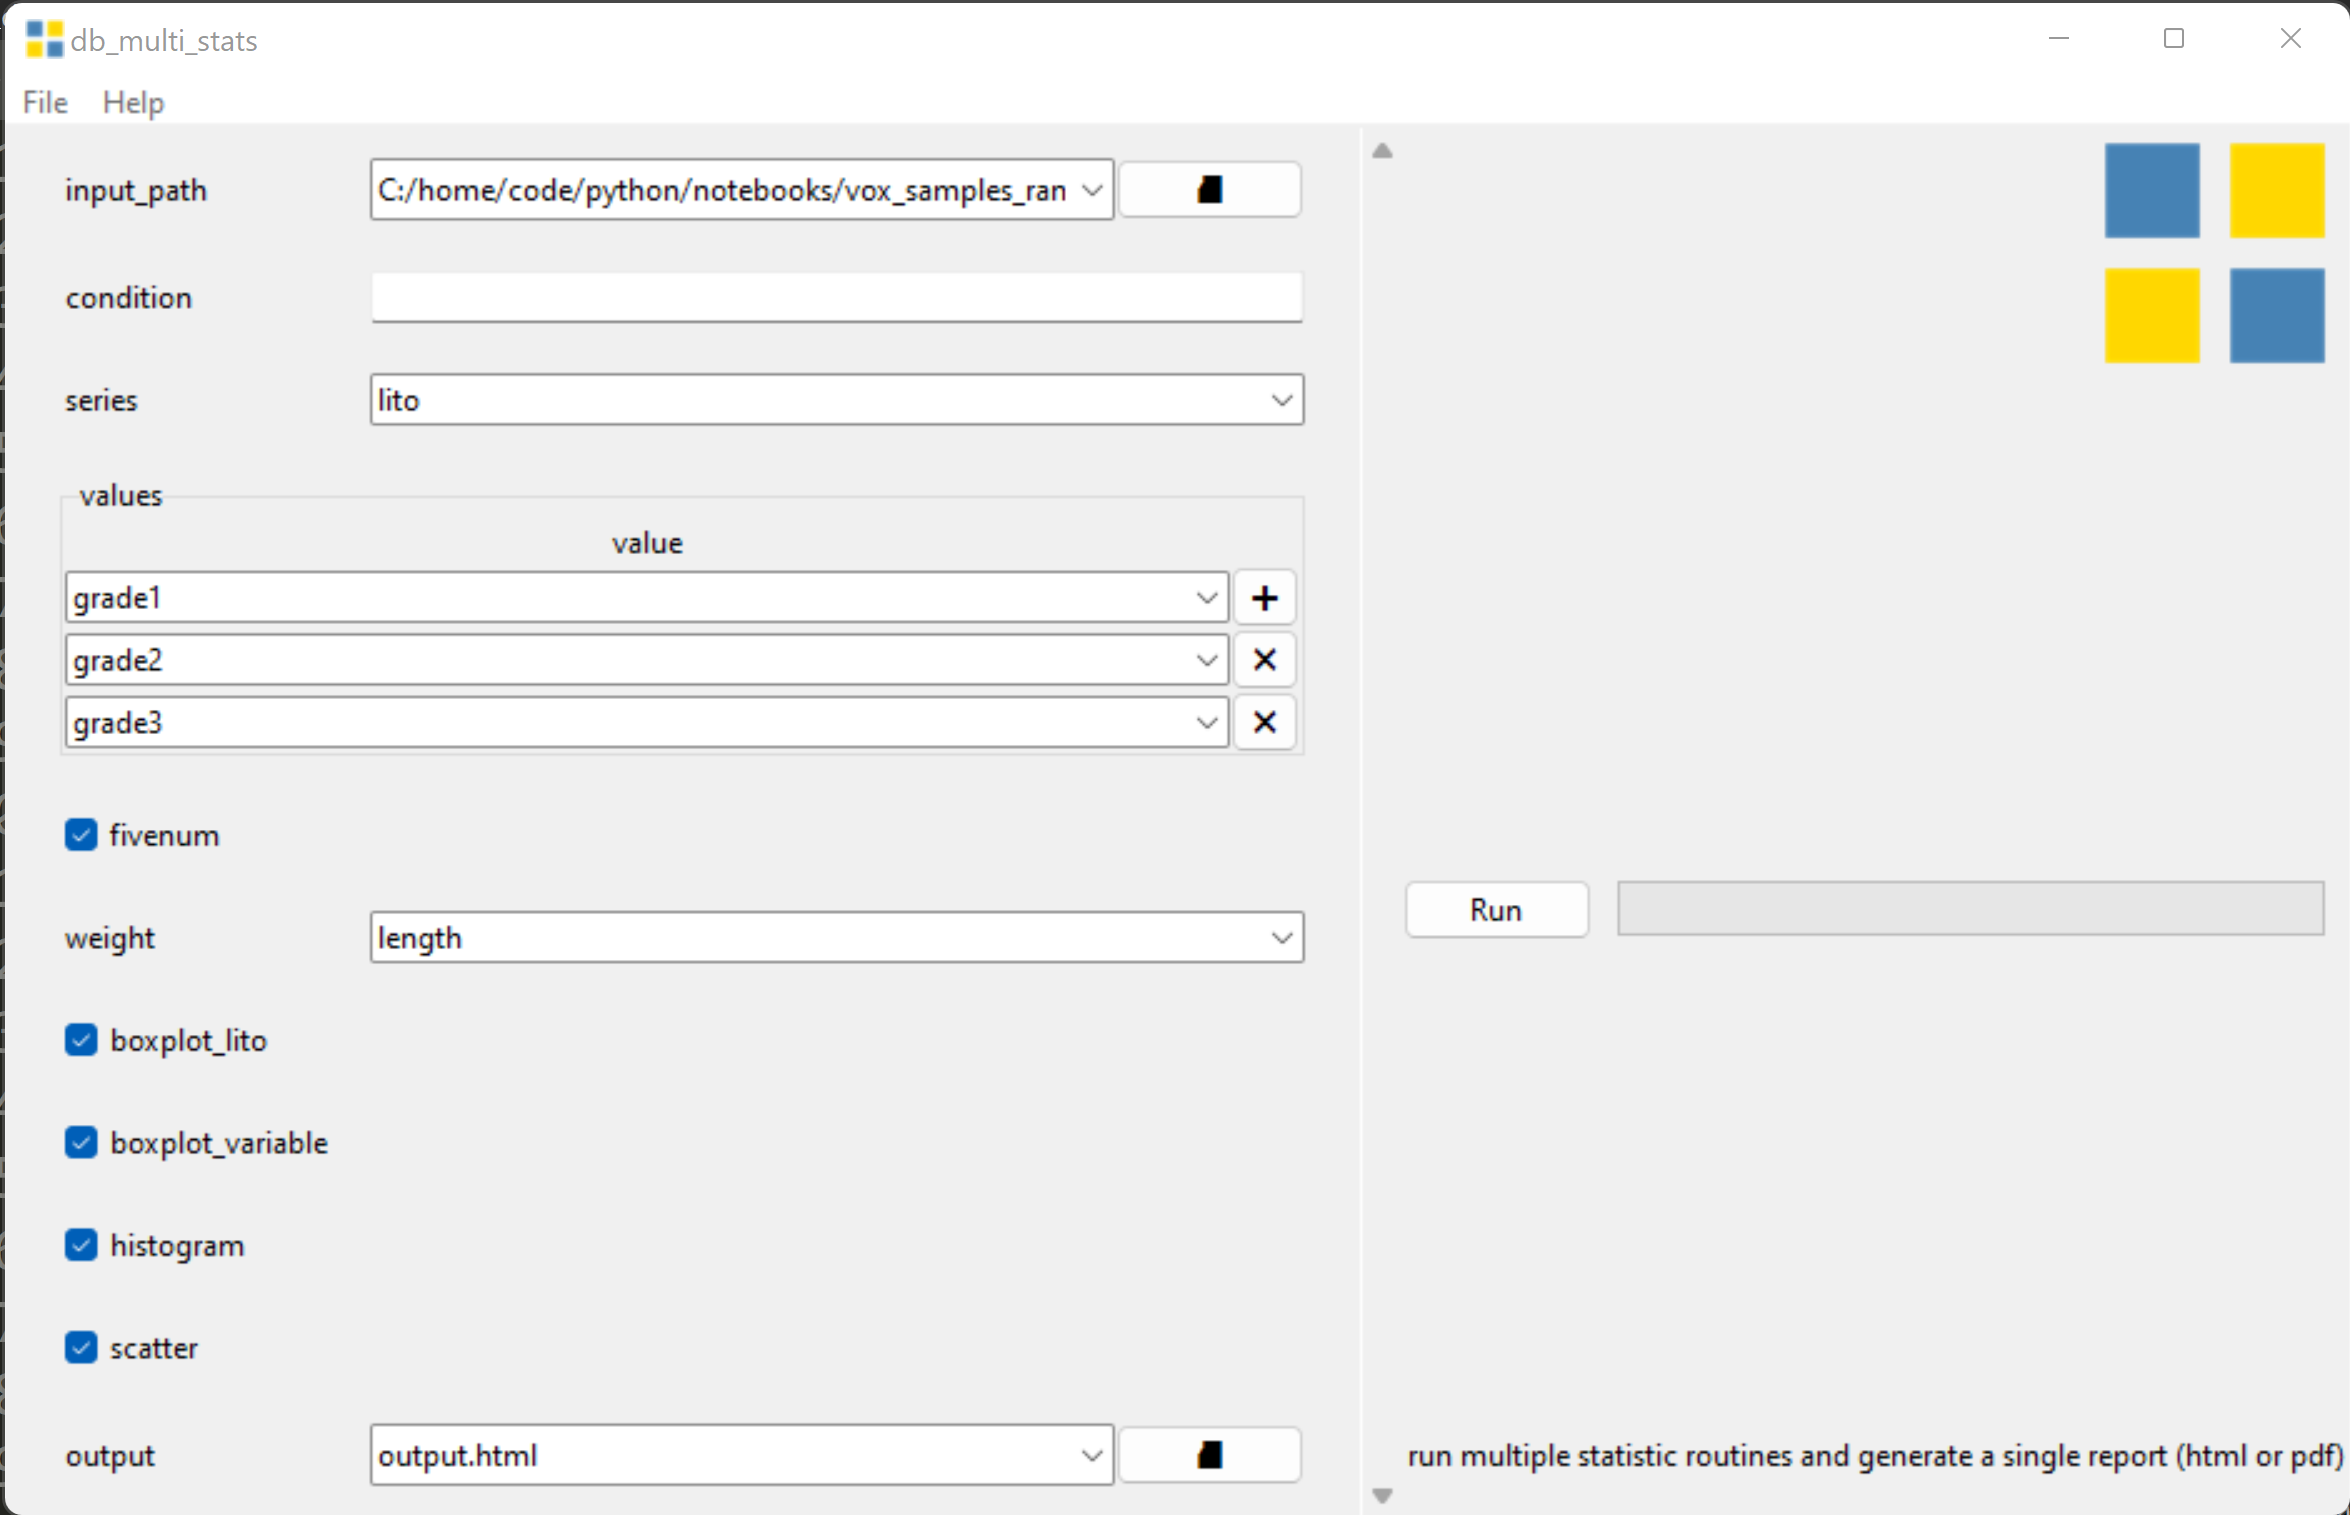 db_multi_stats
File Help
input_path C:/home/code/python/notebooks/vox_samples_ran
condition
series lito
values
value
grade1
grade2
grade3
fivenum
Run
weight length
boxplot_lito
boxplot_variable
histogram
scatter
output output.html
run multiple statistic routines and generate a single report (html or pdf)